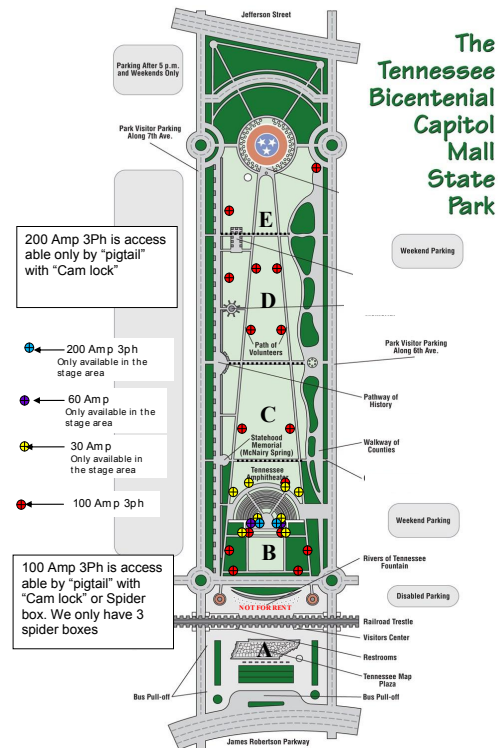 Jefferson Street
The
Tennessee
Bicentenial
Capitol
Mall
State
Park
Parking After 5 p.m.
and Weekends Only
Park Visitor Parking
Along 7th Ave.
E
200 Amp 3Ph is access
able only by “pigtail”
with “Cam lock”
Weekend Parking
D
200 Amp 3ph
Only available in the
stage area
Path of
Volunteers
Park Visitor Parking
Along 6th Ave.
60 Amp
Only available in the
stage area
Pathway of
History
C
30 Amp
Only available in
the stage area
Statehood
Memorial
(McNairy Spring)
Walkway of
Counties
Tennessee
Amphitheater
100 Amp 3ph
Weekend Parking
B
100 Amp 3Ph is access
able by “pigtail” with
“Cam lock” or Spider
box. We only have 3
spider boxes
Rivers of Tennessee
Fountain
Disabled Parking
NOT FOR RENT
Railroad Trestle
Visitors Center
A
Restrooms
Tennessee Map
Plaza
Bus Pull-off
Bus Pull-off
James Robertson Parkway